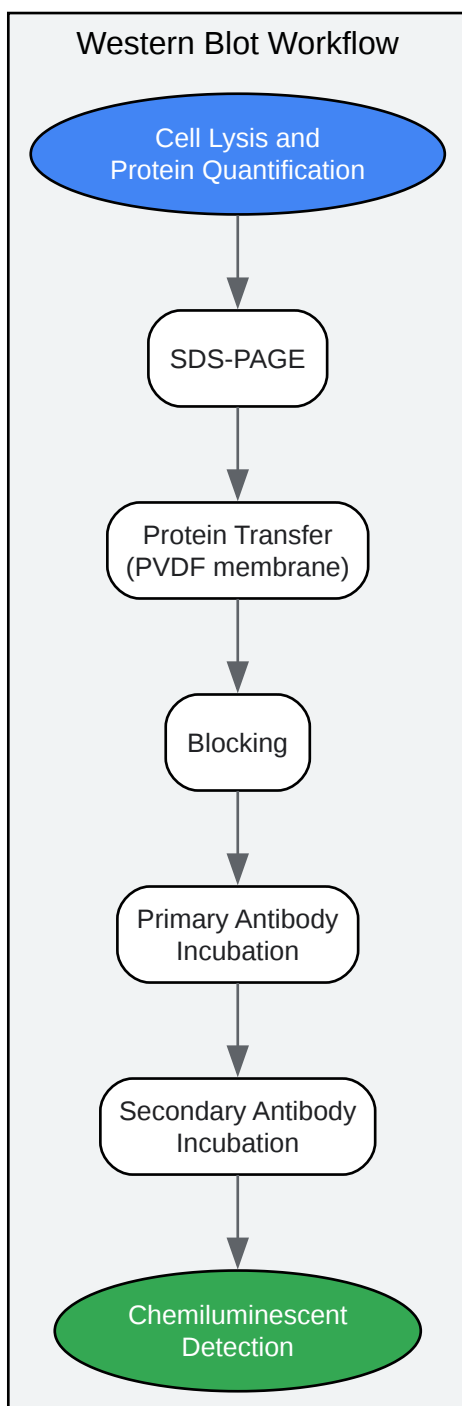 Western Blot Workflow
Cell Lysis and
Protein Quantification
SDS-PAGE
Protein Transfer
(PVDF membrane)
Blocking
Primary Antibody
Incubation
Secondary Antibody
Incubation
Chemiluminescent
Detection